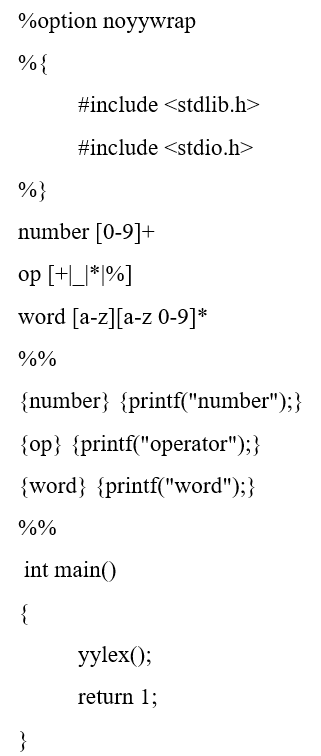 %option noyywrap
%{
#include <stdlib.h>
#include <stdio.h>
%}
number [0-9]+
op [+|_|*|%]
word [a-z][a-z 0-9]*
%%
{number} {printf("number");}
{op} {printf("operator");}
{word} {printf("word");}
%%
int main()
{
yylex();
return 1;
}